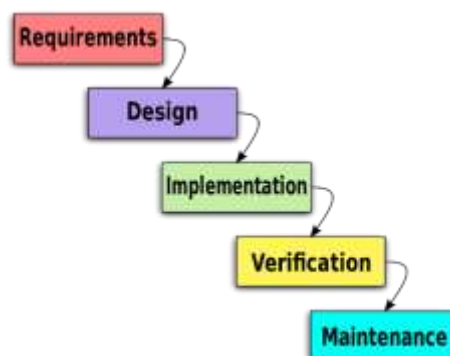 Requirements
Design
Implementation
Verification
Maintenance